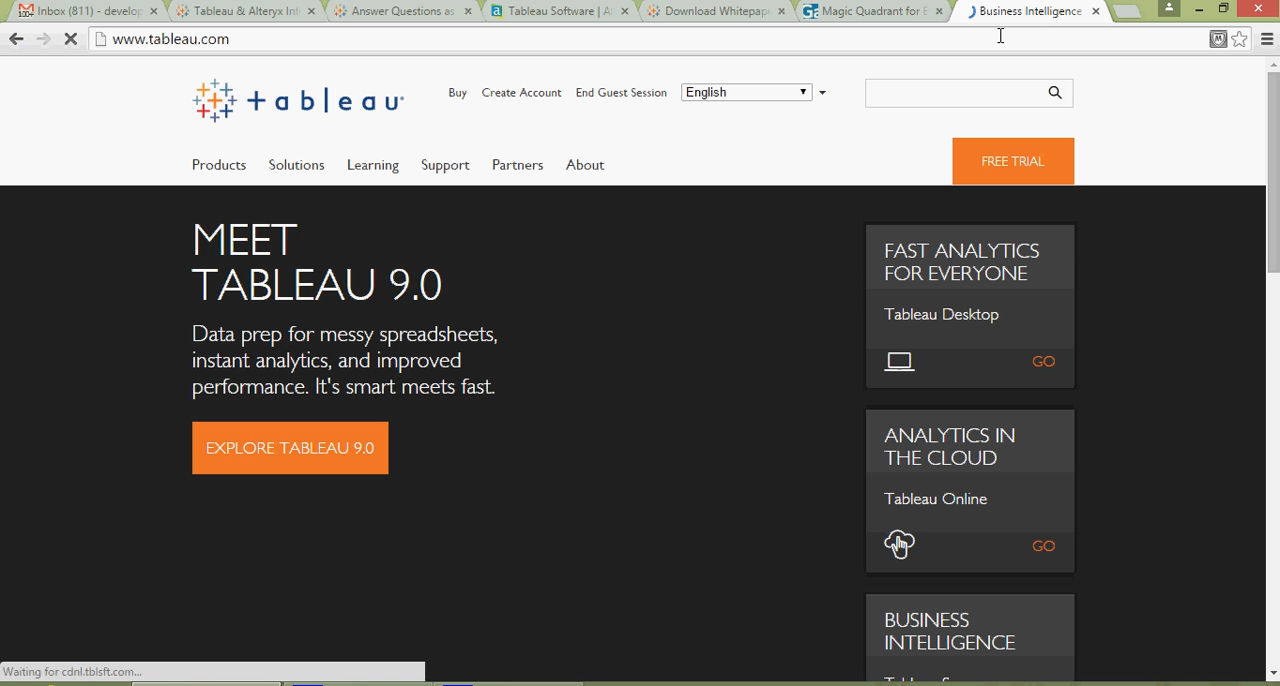 Inbox (811) - develop
Tableau & Alteryx Int
Answer Questions as
Tableau Software | Al
Download Whitepape
Magic Quadrant for B
Business Intelligence
www.tableau.com
tableau
Buy
Create Account
End Guest Session
English
Products
Solutions
Learning
Support
Partners
About
FREE TRIAL
MEET
TABLEAU 9.0
Data prep for messy spreadsheets,
instant analytics, and improved
performance. It's smart meets fast.
EXPLORE TABLEAU 9.0
FAST ANALYTICS
FOR EVERYONE
Tableau Desktop
GO
ANALYTICS IN
THE CLOUD
Tableau Online
GO
BUSINESS
INTELLIGENCE
Waiting for cdnl.tblsft.com...